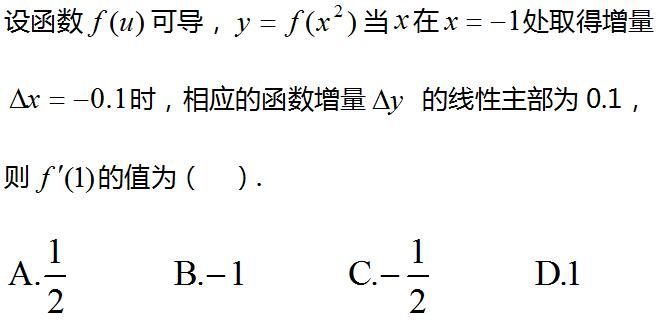 设函数 f(u) 可导，y = f(x²) 当 x 在 x = −1处取得增量
Δx = −0.1时，相应的函数增量 Δy 的线性主部为 0.1，
则 f′(1)的值为（ ）.
A.1/2 B.−1 C.−1/2 D.1